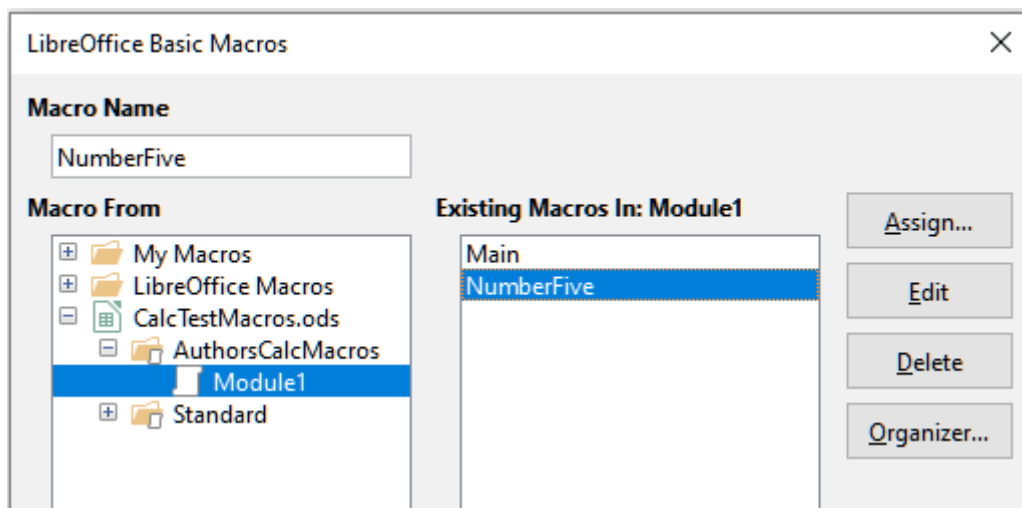 LibreOffice Basic Macros
Macro Name
NumberFive
Macro From
My Macros
LibreOffice Macros
CalcTestMacros.ods
AuthorsCalcMacros
Module1
Standard
Existing Macros In: Module1
Main
NumberFive
Assign...
Edit
Delete
Organizer...